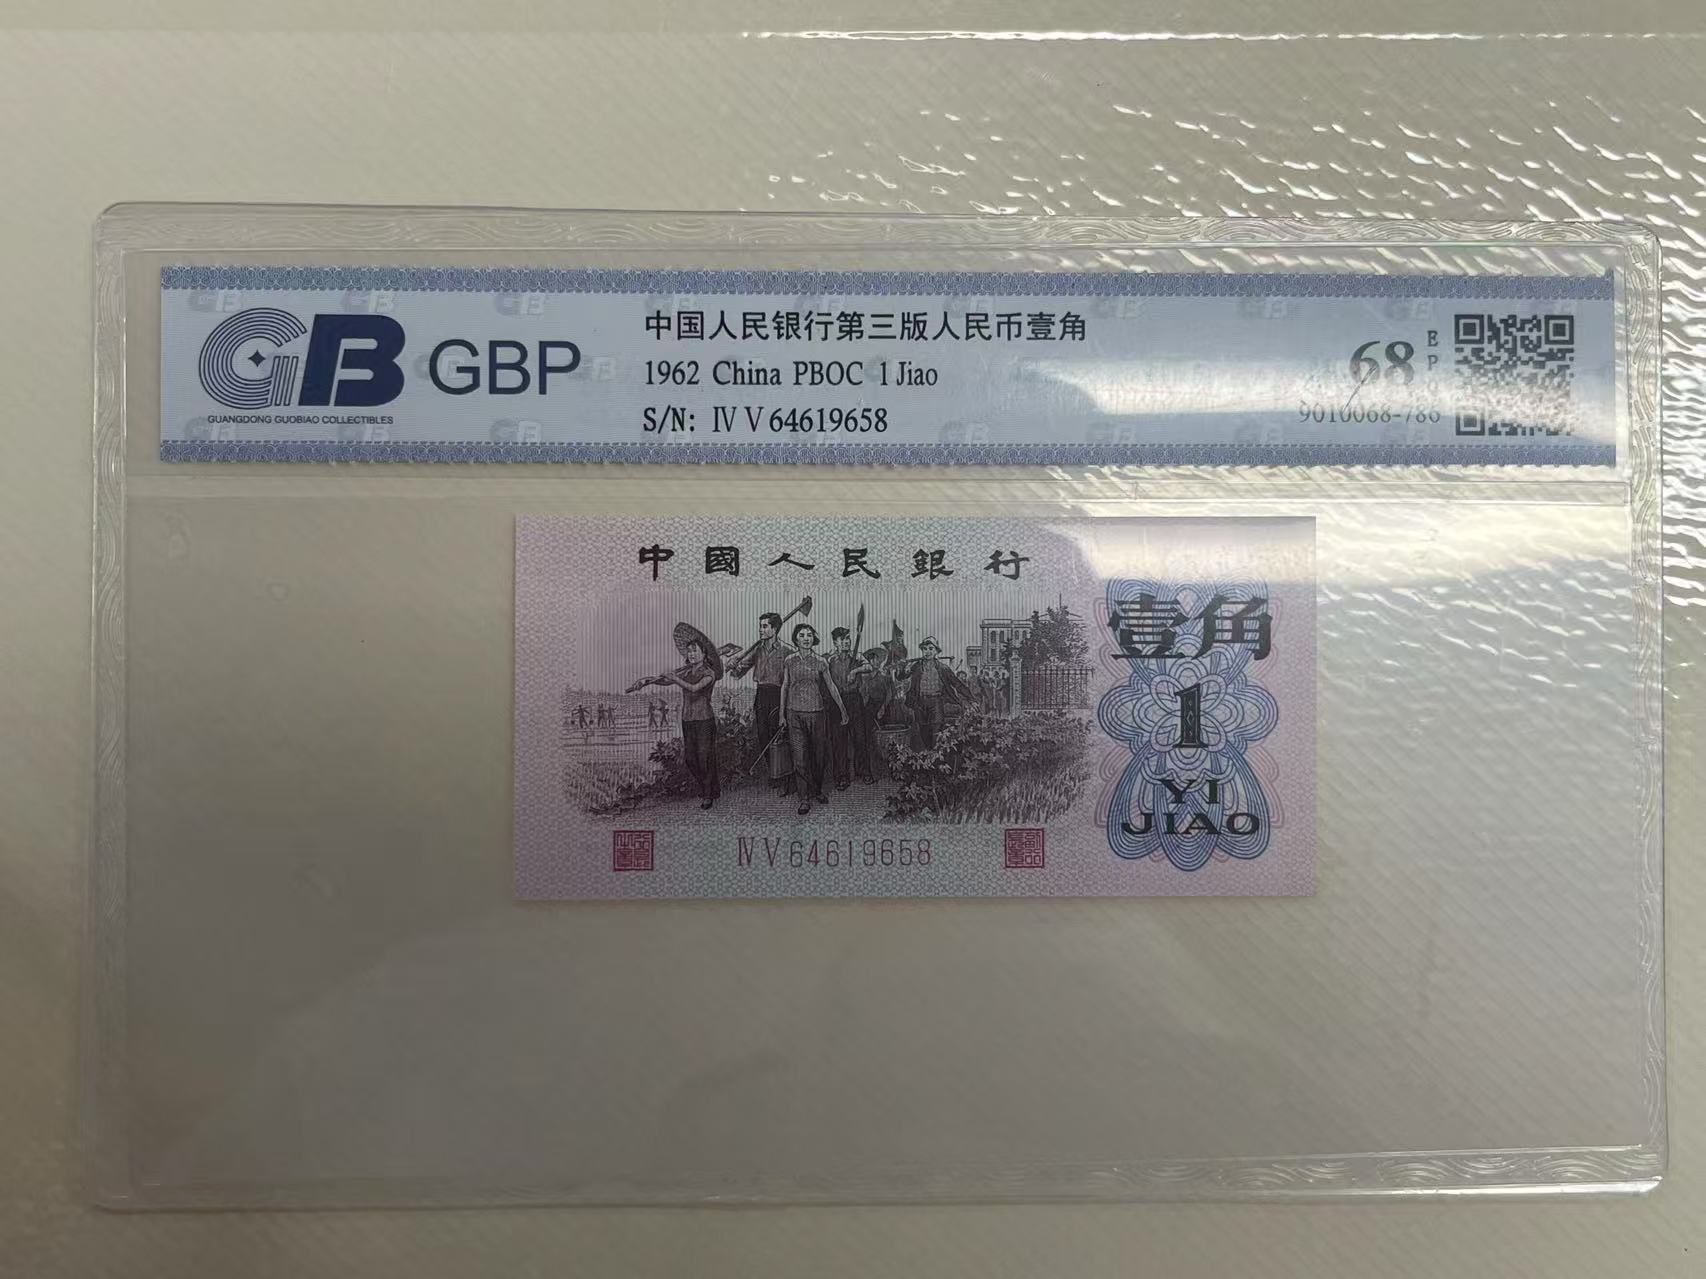 GB
GUANGDONG GUOBIAO COLLECTIBLES
GBP
中国人民银行第三版人民币壹角
1962 China PBOC 1 Jiao
S/N: Ⅳ Ⅴ 64619658
68
EPQ
9010068-786
中國人民銀行
壹角
1
YI
JIAO
ⅣⅤ64619658